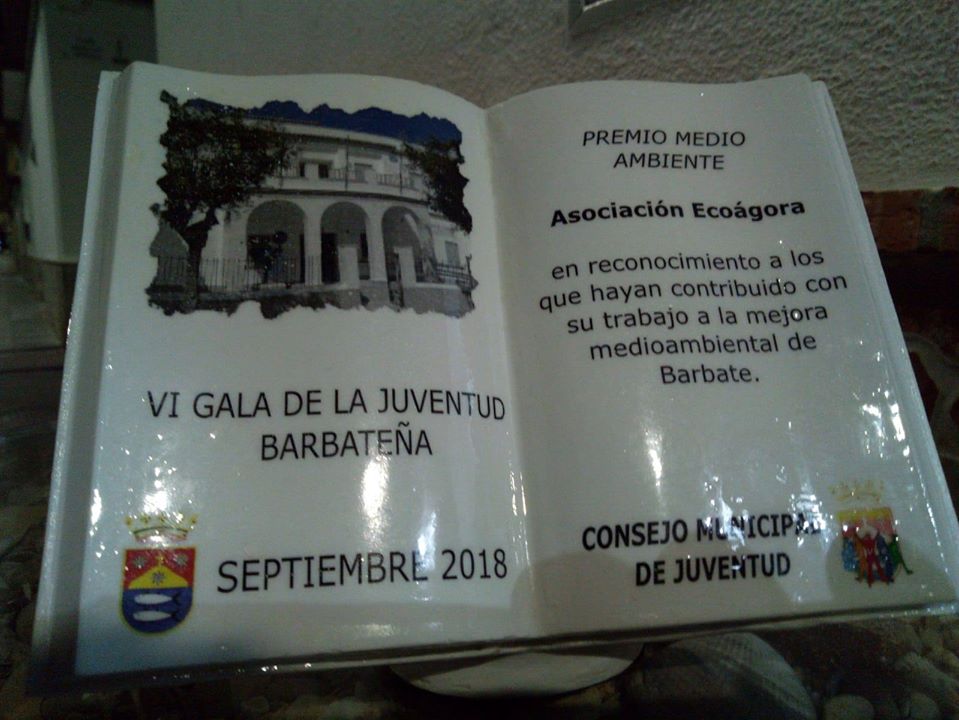 VI GALA DE LA JUVENTUD
BARBATEÑA
SEPTIEMBRE 2018
PREMIO MEDIO
AMBIENTE
Asociación Ecoágora
en reconocimiento a los
que hayan contribuido con
su trabajo a la mejora
medioambiental de
Barbate.
CONSEJO MUNICIPAL
DE JUVENTUD